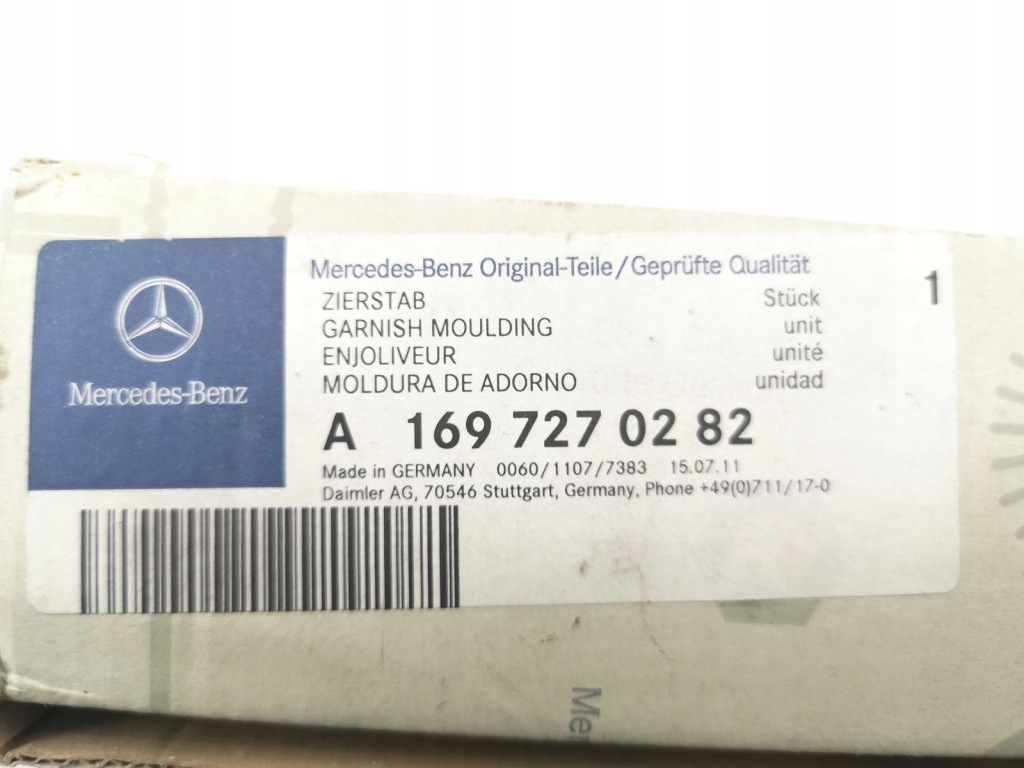 Mercedes-Benz
Mercedes-Benz Original-Teile/Geprüfte Qualität
ZIERSTAB Stück 1
GARNISH MOULDING unit
ENJOLIVEUR unité
MOLDURA DE ADORNO unidad
A 169 727 02 82
Made in GERMANY 0060/1107/7383 15.07.11
Daimler AG, 70546 Stuttgart, Germany, Phone +49(0)711/17-0
Mer